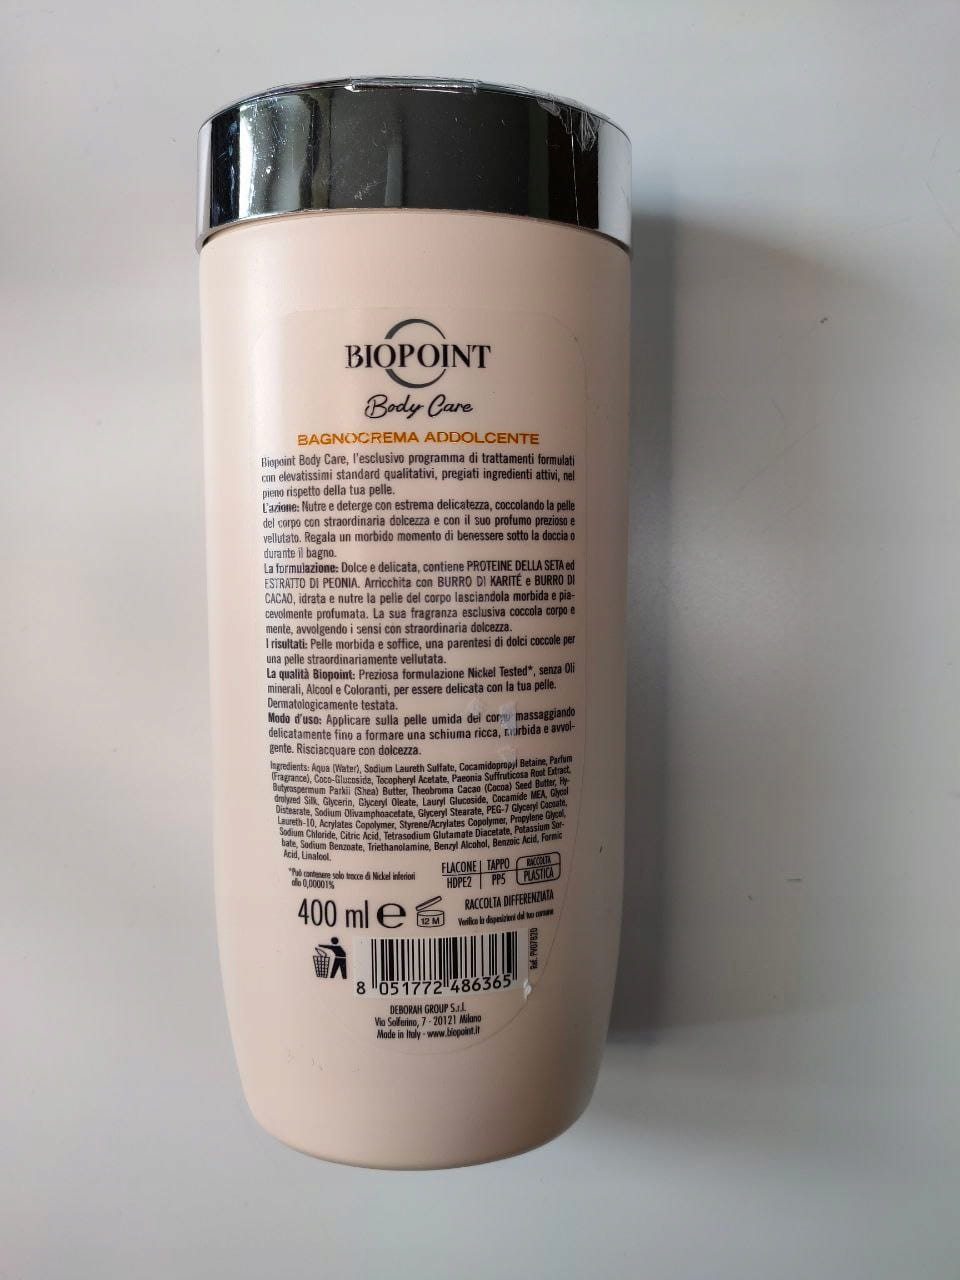 BIOPOINT
Body Care
BAGNOCREMA ADDOLCENTE
Biopoint Body Care, l'esclusivo programma di trattamenti formulati
con elevatissimi standard qualitativi, pregiati ingredienti attivi, nel
pieno rispetto della tua pelle.
L'azione: Nutre e deterge con estrema delicatezza, coccolando la pelle
del corpo con straordinaria dolcezza e con il suo profumo prezioso e
vellutato. Regala un morbido momento di benessere sotto la doccia o
durante il bagno.
La formulazione: Dolce e delicata, contiene PROTEINE DELLA SETA ed
ESTRATTO DI PEONIA. Arricchita con BURRO DI KARITÉ e BURRO DI
CACAO, idrata e nutre la pelle del corpo lasciandola morbida e pia-
cevolmente profumata. La sua fragranza esclusiva coccola corpo e
mente, avvolgendo i sensi con straordinaria dolcezza.
I risultati: Pelle morbida e soffice, una parentesi di dolci coccole per
una pelle straordinariamente vellutata.
La qualità Biopoint: Preziosa formulazione Nickel Tested*, senza Oli
minerali, Alcool e Coloranti, per essere delicata con la tua pelle.
Dermatologicamente testata.
Modo d'uso: Applicare sulla pelle umida del corpo massaggiando
delicatamente fino a formare una schiuma ricca, morbida e avvol-
gente. Risciacquare con dolcezza.
Ingredients: Aqua (Water), Sodium Laureth Sulfate, Cocamidopropyl Betaine, Parfum
(Fragrance), Coco-Glucoside, Tocopheryl Acetate, Paeonia Suffruticosa Root Extract,
Butyrospermum Parkii (Shea) Butter, Theobroma Cacao (Cocoa) Seed Butter, Hy-
drolyzed Silk, Glycerin, Glyceryl Oleate, Lauryl Glucoside, Cocamide MEA, Glycol
Distearate, Sodium Olivamphoacetate, Glyceryl Stearate, PEG-7 Glyceryl Cocoate,
Laureth-10, Acrylates Copolymer, Styrene/Acrylates Copolymer, Propylene Glycol,
Sodium Chloride, Citric Acid, Tetrasodium Glutamate Diacetate, Potassium Sor-
bate, Sodium Benzoate, Triethanolamine, Benzyl Alcohol, Benzoic Acid, Formic
Acid, Linalool.
*Può contenere solo tracce di Nickel inferiori
allo 0,00001%
FLACONE TAPPO RACCOLTA
HDPE2 PP5 PLASTICA
RACCOLTA DIFFERENZIATA
Verifica le disposizioni del tuo comune
400 ml e 12 M
Ref. PV07820
8 051772 486365
DEBORAH GROUP S.r.l.
Via Solferino, 7 - 20121 Milano
Made in Italy - www.biopoint.it